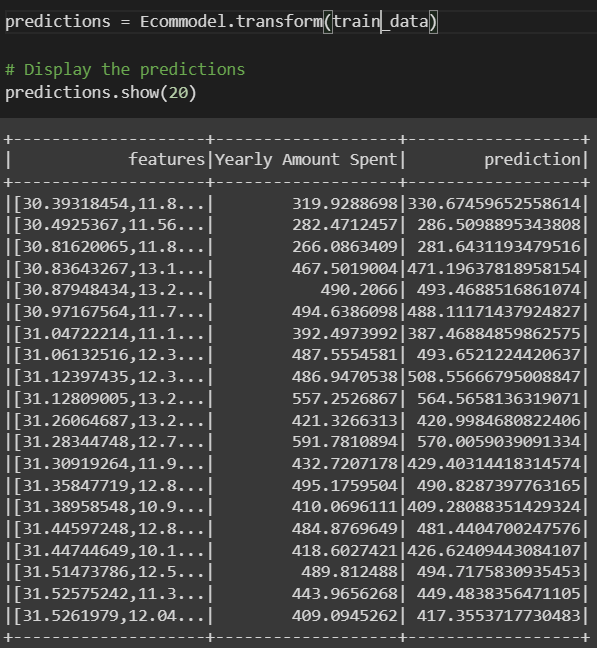 predictions = Ecommodel.transform(train_data)
# Display the predictions
predictions.show(20)
+--------------------+-------------------+------------------+
|            features|Yearly Amount Spent|        prediction|
+--------------------+-------------------+------------------+
|[30.39318454,11.8...|        319.9288698|330.67459652558614|
|[30.4925367,11.56...|        282.4712457| 286.5098895343808|
|[30.81620065,11.8...|        266.0863409| 281.6431193479516|
|[30.83643267,13.1...|        467.5019004|471.19637818958154|
|[30.87948434,13.2...|           490.2066| 493.4688516861074|
|[30.97167564,11.7...|        494.6386098|488.11171437924827|
|[31.04722214,11.1...|        392.4973992|387.46884859862575|
|[31.06132516,12.3...|        487.5554581| 493.6521224420637|
|[31.12397435,12.3...|        486.9470538|508.55666795008847|
|[31.12809005,13.2...|        557.2526867| 564.5658136319071|
|[31.26064687,13.2...|        421.3266313| 420.9984680822406|
|[31.28344748,12.7...|        591.7810894| 570.0059039091334|
|[31.30919264,11.9...|        432.7207178|429.40314418314574|
|[31.35847719,12.8...|        495.1759504| 490.8287397763165|
|[31.38958548,10.9...|        410.0696111|409.28088351429324|
|[31.44597248,12.8...|        484.8769649| 481.4404700247576|
|[31.44744649,10.1...|        418.6027421|426.62409443084107|
|[31.51473786,12.5...|         489.812488| 494.7175830935453|
|[31.52575242,11.3...|        443.9656268| 449.4838356471105|
|[31.5261979,12.04...|        409.0945262| 417.3553717730483|
+--------------------+-------------------+------------------+